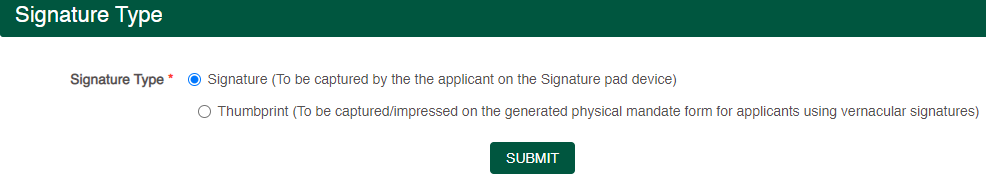 Signature Type
Signature Type * Signature (To be captured by the the applicant on the Signature pad device)
Thumbprint (To be captured/impressed on the generated physical mandate form for applicants using vernacular signatures)
SUBMIT